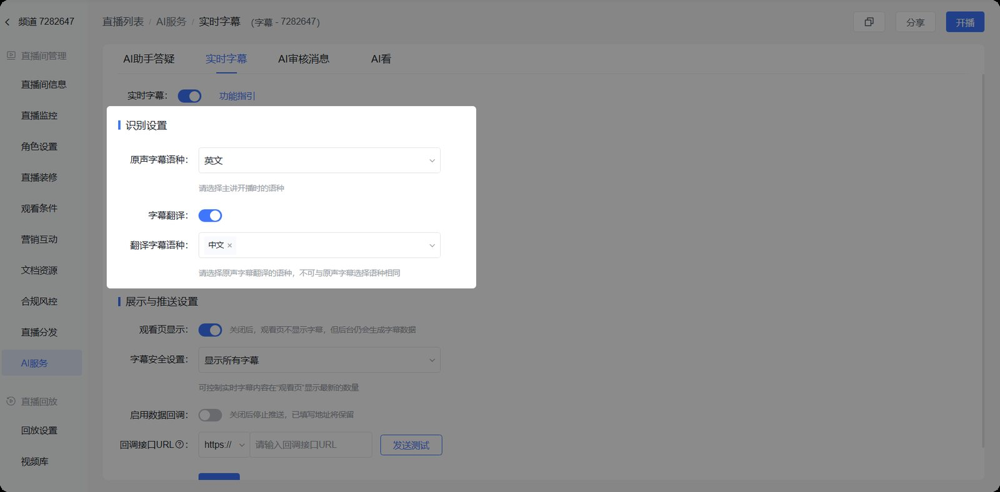 频道 7282647
直播列表 / AI服务 / 实时字幕 (字幕 - 7282647)
分享
开播
直播间管理
直播间信息
直播监控
角色设置
直播装修
观看条件
营销互动
文档资源
合规风控
直播分发
AI服务
直播回放
回放设置
视频库
AI助手答疑
实时字幕
AI审核消息
AI看
实时字幕：
功能指引
识别设置
原声字幕语种： 英文
请选择主讲开播时的语种
字幕翻译：
翻译字幕语种： 中文 ×
请选择原声字幕翻译的语种，不可与原声字幕选择语种相同
展示与推送设置
观看页显示： 关闭后，观看页不显示字幕，但后台仍会生成字幕数据
字幕安全设置： 显示所有字幕
可控制实时字幕内容在“观看页”显示最新的数量
启用数据回调： 关闭后停止推送，已填写地址将保留
回调接口URL?： https:// 请输入回调接口URL 发送测试